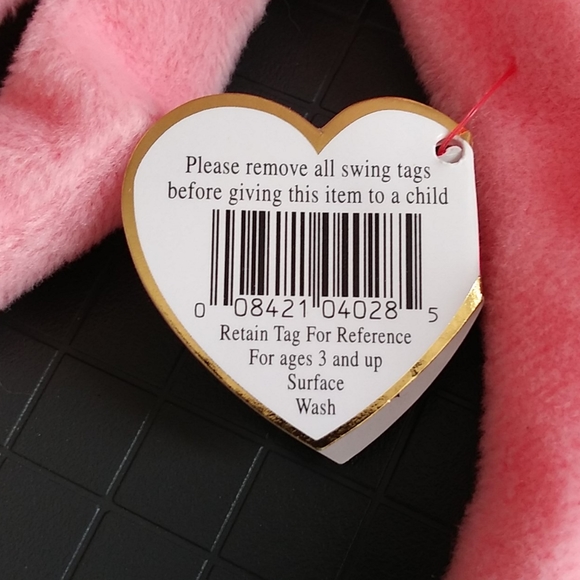 Please remove all swing tags
before giving this item to a child
0 08421 04028 5
Retain Tag For Reference
For ages 3 and up
Surface
Wash